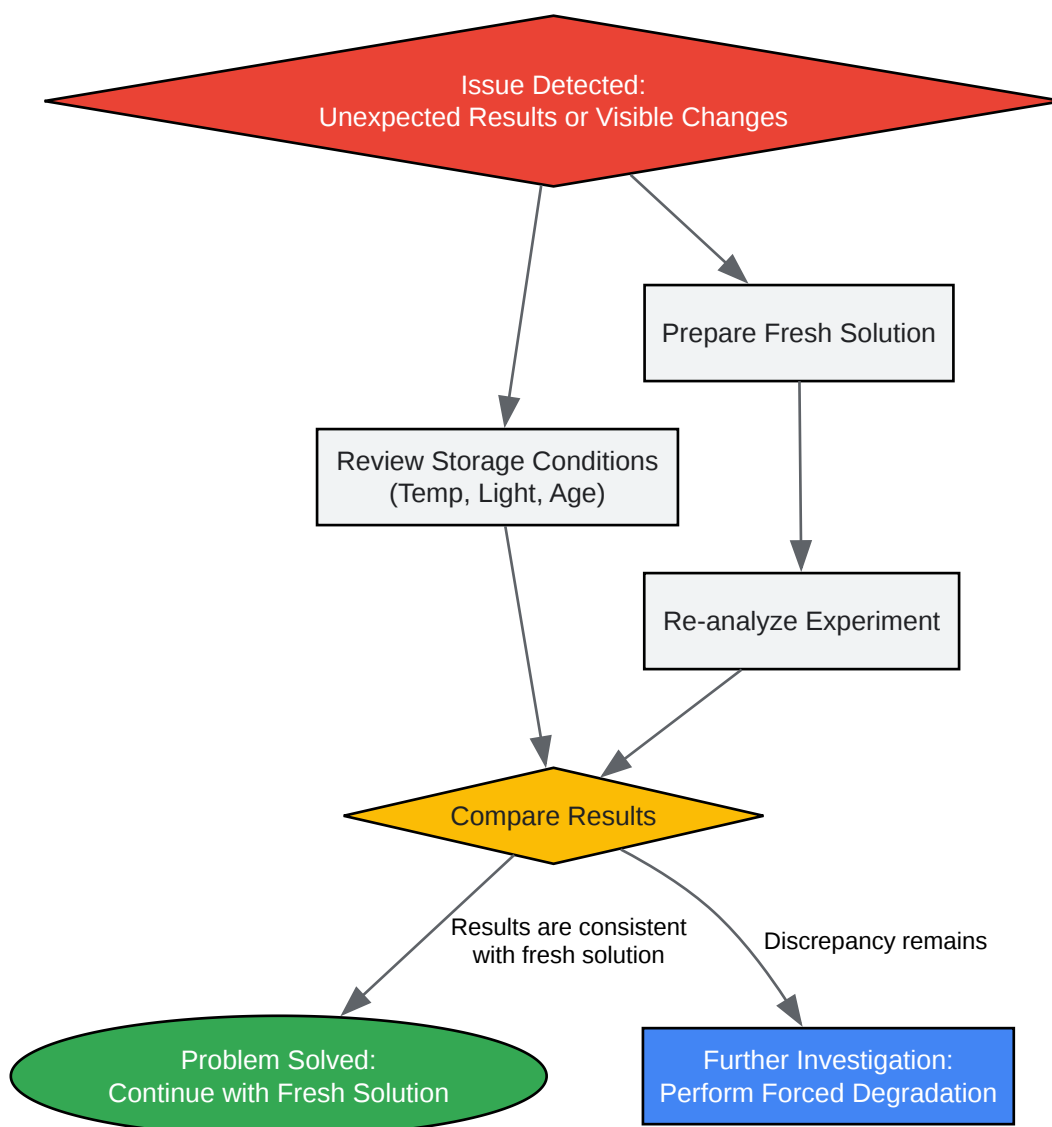 Issue Detected:
Unexpected Results or Visible Changes
Prepare Fresh Solution
Review Storage Conditions
(Temp, Light, Age)
Re-analyze Experiment
Compare Results
Results are consistent
with fresh solution
Discrepancy remains
Problem Solved:
Continue with Fresh Solution
Further Investigation:
Perform Forced Degradation